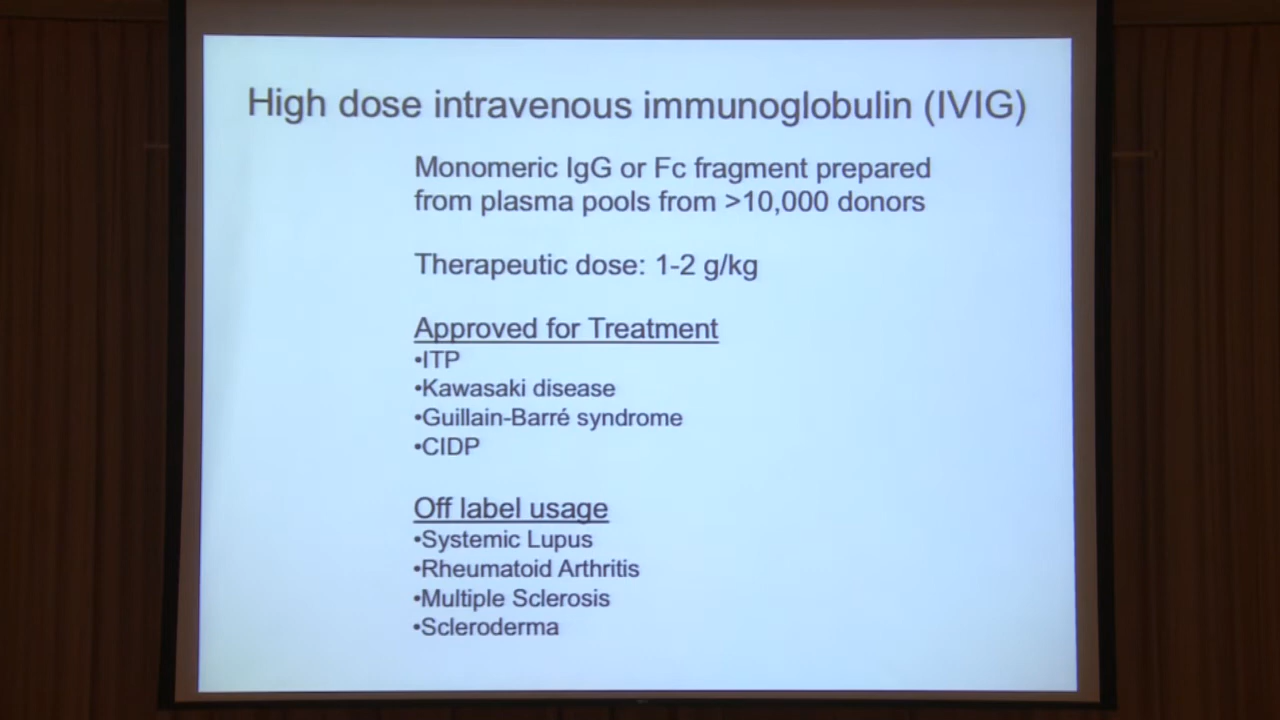 High dose intravenous immunoglobulin (IVIG)
Monomeric IgG or Fc fragment prepared
from plasma pools from >10,000 donors
Therapeutic dose: 1-2 g/kg
Approved for Treatment
•ITP
•Kawasaki disease
•Guillain-Barré syndrome
•CIDP
Off label usage
•Systemic Lupus
•Rheumatoid Arthritis
•Multiple Sclerosis
•Scleroderma